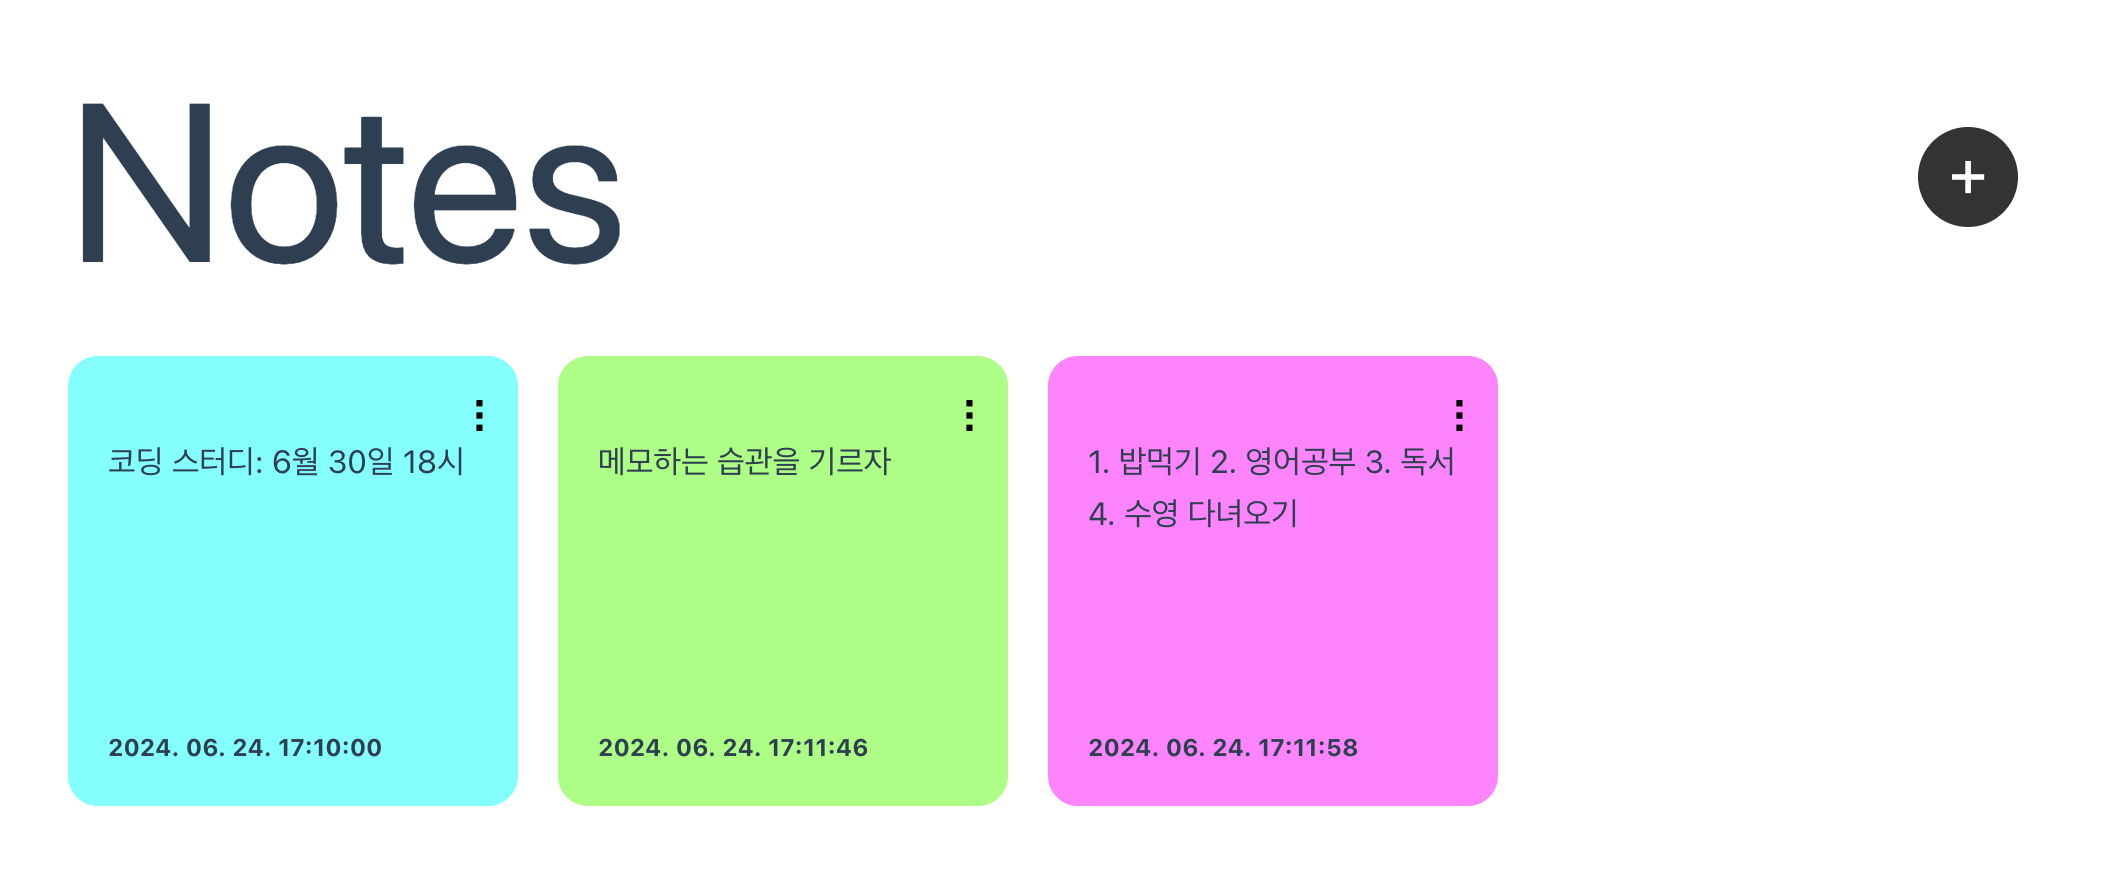 Notes
+
코딩 스터디: 6월 30일 18시
2024. 06. 24. 17:10:00
메모하는 습관을 기르자
2024. 06. 24. 17:11:46
1. 밥먹기 2. 영어공부 3. 독서
4. 수영 다녀오기
2024. 06. 24. 17:11:58